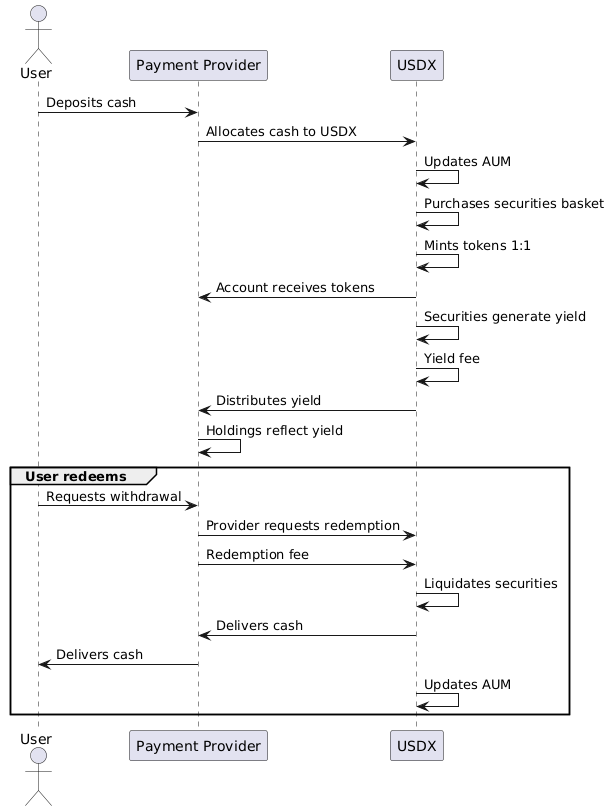 User
Payment Provider
USDX
Deposits cash
Allocates cash to USDX
Updates AUM
Purchases securities basket
Mints tokens 1:1
Account receives tokens
Securities generate yield
Yield fee
Distributes yield
Holdings reflect yield
User redeems
Requests withdrawal
Provider requests redemption
Redemption fee
Liquidates securities
Delivers cash
Delivers cash
Updates AUM
User
Payment Provider
USDX